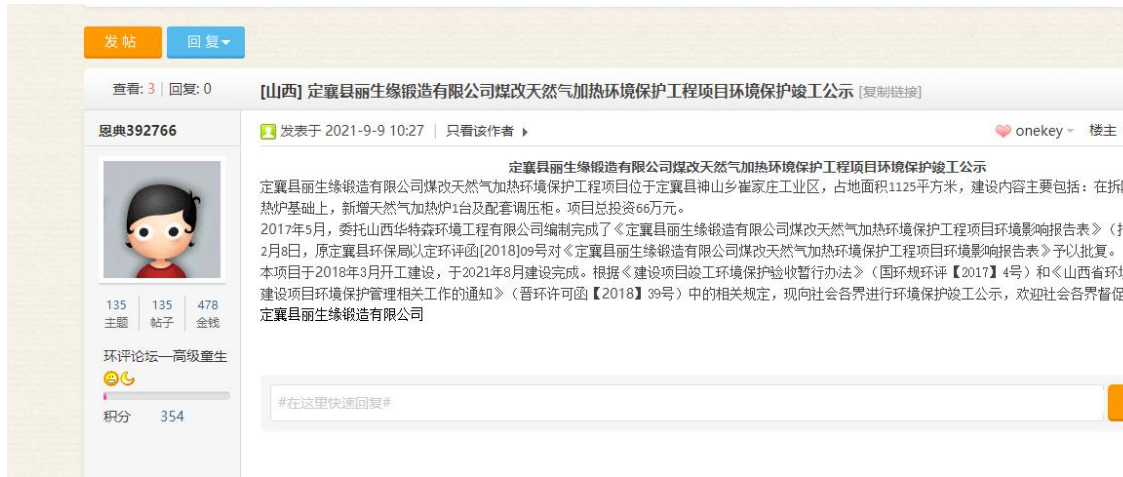 发帖
回复
查看: 3 | 回复: 0
[山西] 定襄县丽生缘锻造有限公司煤改天然气加热环境保护工程项目环境保护竣工公示 [复制链接]
恩典392766
发表于 2021-9-9 10:27 | 只看该作者
onekey
楼主
定襄县丽生缘锻造有限公司煤改天然气加热环境保护工程项目环境保护竣工公示
定襄县丽生缘锻造有限公司煤改天然气加热环境保护工程项目位于定襄县神山乡崔家庄工业区，占地面积1125平方米，建设内容主要包括：在拆
热炉基础上，新增天然气加热炉1台及配套调压柜。项目总投资66万元。
2017年5月，委托山西华特森环境工程有限公司编制完成了《定襄县丽生缘锻造有限公司煤改天然气加热环境保护工程项目环境影响报告表》（
2月8日，原定襄县环保局以定环评函[2018]09号对《定襄县丽生缘锻造有限公司煤改天然气加热环境保护工程项目环境影响报告表》予以批复。
本项目于2018年3月开工建设，于2021年8月建设完成。根据《建设项目竣工环境保护验收暂行办法》（国环规环评【2017】4号）和《山西省环
建设项目环境保护管理相关工作的通知》（晋环许可函【2018】39号）中的相关规定，现向社会各界进行环境保护竣工公示，欢迎社会各界督促
定襄县丽生缘锻造有限公司
135 135 478
主题 帖子 金钱
环评论坛—高级童生
积分 354
#在这里快速回复#